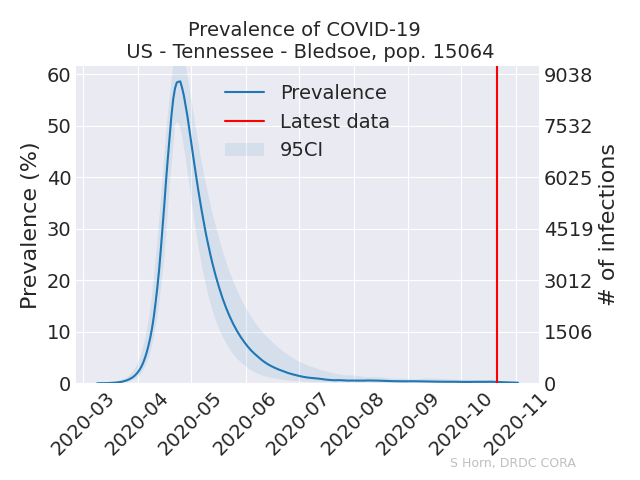 Prevalence of COVID-19
US - Tennessee - Bledsoe, pop. 15064
Prevalence
Latest data
95CI
Prevalence (%)
60
50
40
30
20
10
0
9038
7532
6025
4519
3012
1506
0
# of infections
2020-03
2020-04
2020-05
2020-06
2020-07
2020-08
2020-09
2020-10
2020-11
S Horn, DRDC CORA